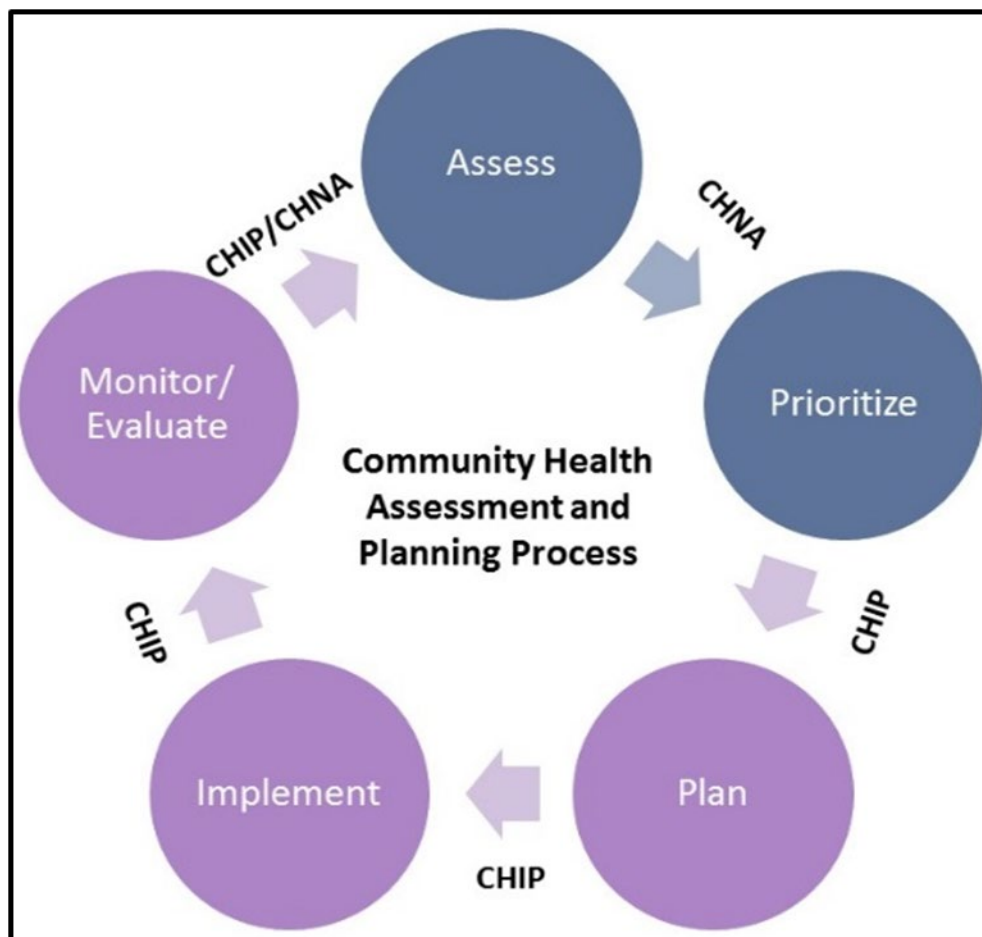 Assess
CHNA
Prioritize
CHIP
Plan
CHIP
Implement
CHIP
Monitor/
Evaluate
CHIP/CHNA
Community Health
Assessment and
Planning Process